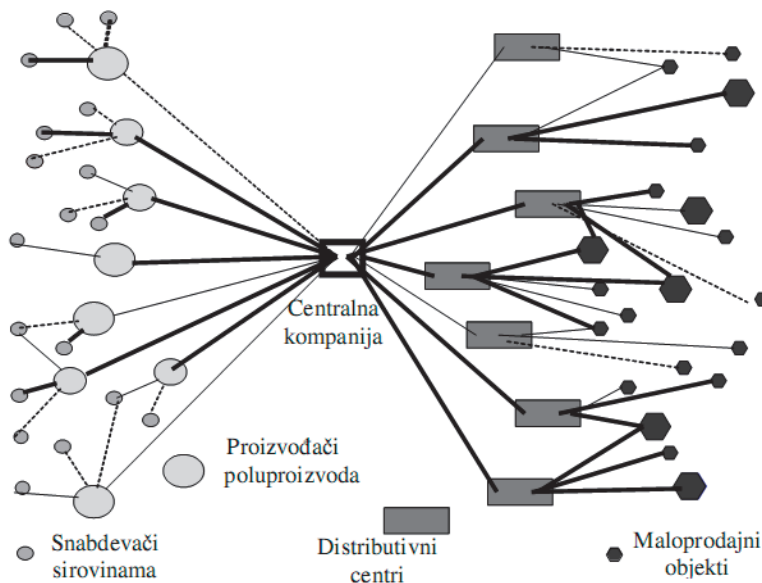 Centralna
kompanija
Proizvođači
poluproizvoda
Snabdevači
sirovinama
Distributivni
centri
Maloprodajni
objekti